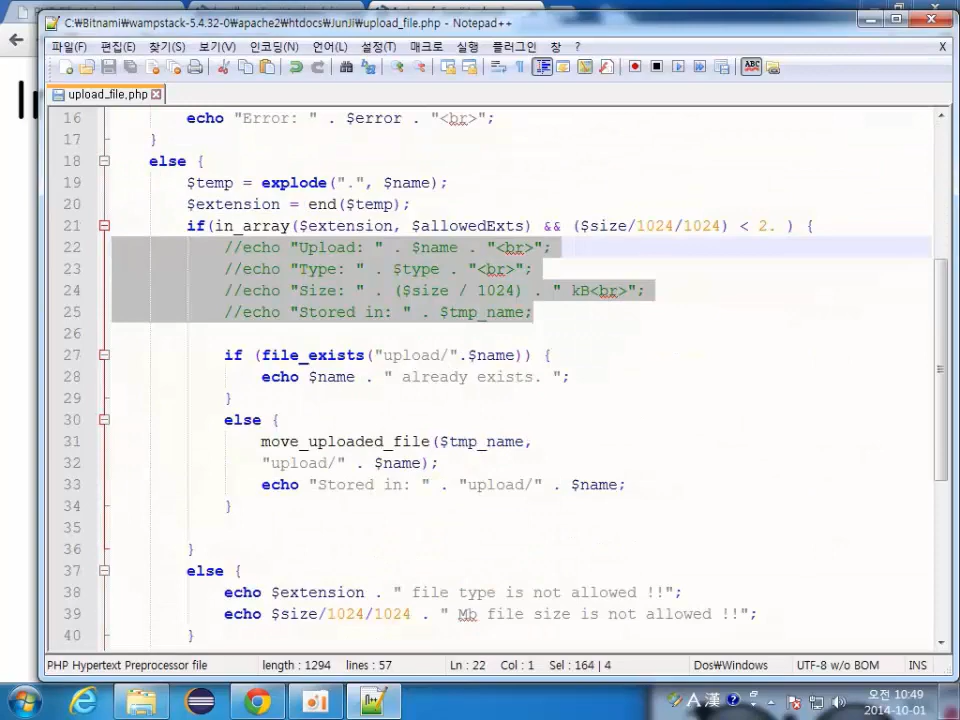 C:₩Bitnami₩wampstack-5.4.32-0₩apache2₩htdocs₩JunJi₩upload_file.php - Notepad++
파일(F) 편집(E) 찾기(S) 보기(V) 인코딩(N) 언어(L) 설정(T) 매크로 실행 플러그인 창 ? X
upload_file.php
16 echo "Error: " . $error . "<br>";
17 }
18 else {
19 $temp = explode(".", $name);
20 $extension = end($temp);
21 if(in_array($extension, $allowedExts) && ($size/1024/1024) < 2. ) {
22 //echo "Upload: " . $name . "<br>";
23 //echo "Type: " . $type . "<br>";
24 //echo "Size: " . ($size / 1024) . " kB<br>";
25 //echo "Stored in: " . $tmp_name;
26
27 if (file_exists("upload/".$name)) {
28 echo $name . " already exists. ";
29 }
30 else {
31 move_uploaded_file($tmp_name,
32 "upload/" . $name);
33 echo "Stored in: " . "upload/" . $name;
34 }
35
36 }
37 else {
38 echo $extension . " file type is not allowed !!";
39 echo $size/1024/1024 . " Mb file size is not allowed !!";
40 }
PHP Hypertext Preprocessor file length : 1294 lines : 57 Ln : 22 Col : 1 Sel : 164 | 4 Dos₩Windows UTF-8 w/o BOM INS
A 漢 ?
오전 10:49
2014-10-01